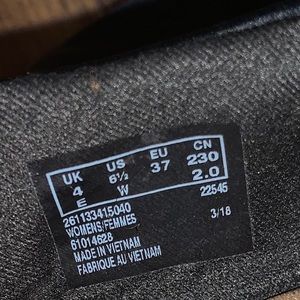 UK US EU CN
4 6½ 37 230
E W 2.0
261133415040 22545
WOMENS/FEMMES 3/18
61014628
MADE IN VIETNAM
FABRIQUE AU VIETNAM